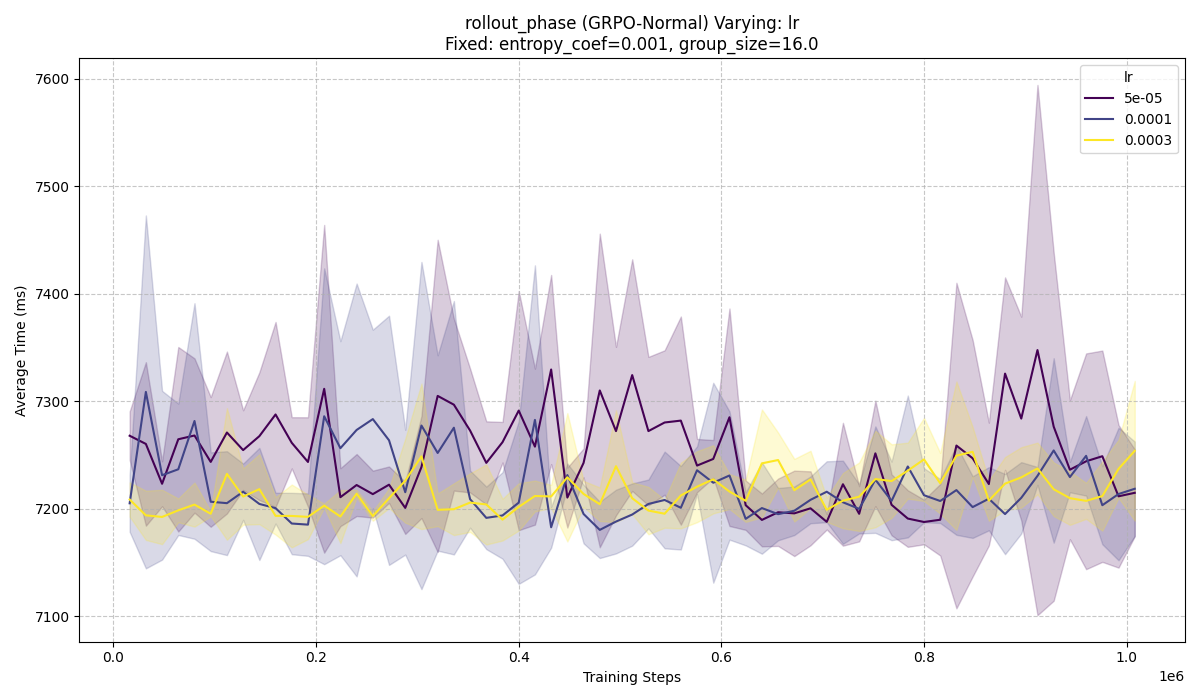 rollout_phase (GRPO-Normal) Varying: lr
Fixed: entropy_coef=0.001, group_size=16.0
lr
5e-05
0.0001
0.0003
7600
7500
7400
7300
7200
7100
Average Time (ms)
0.0
0.2
0.4
0.6
0.8
1.0
1e6
Training Steps